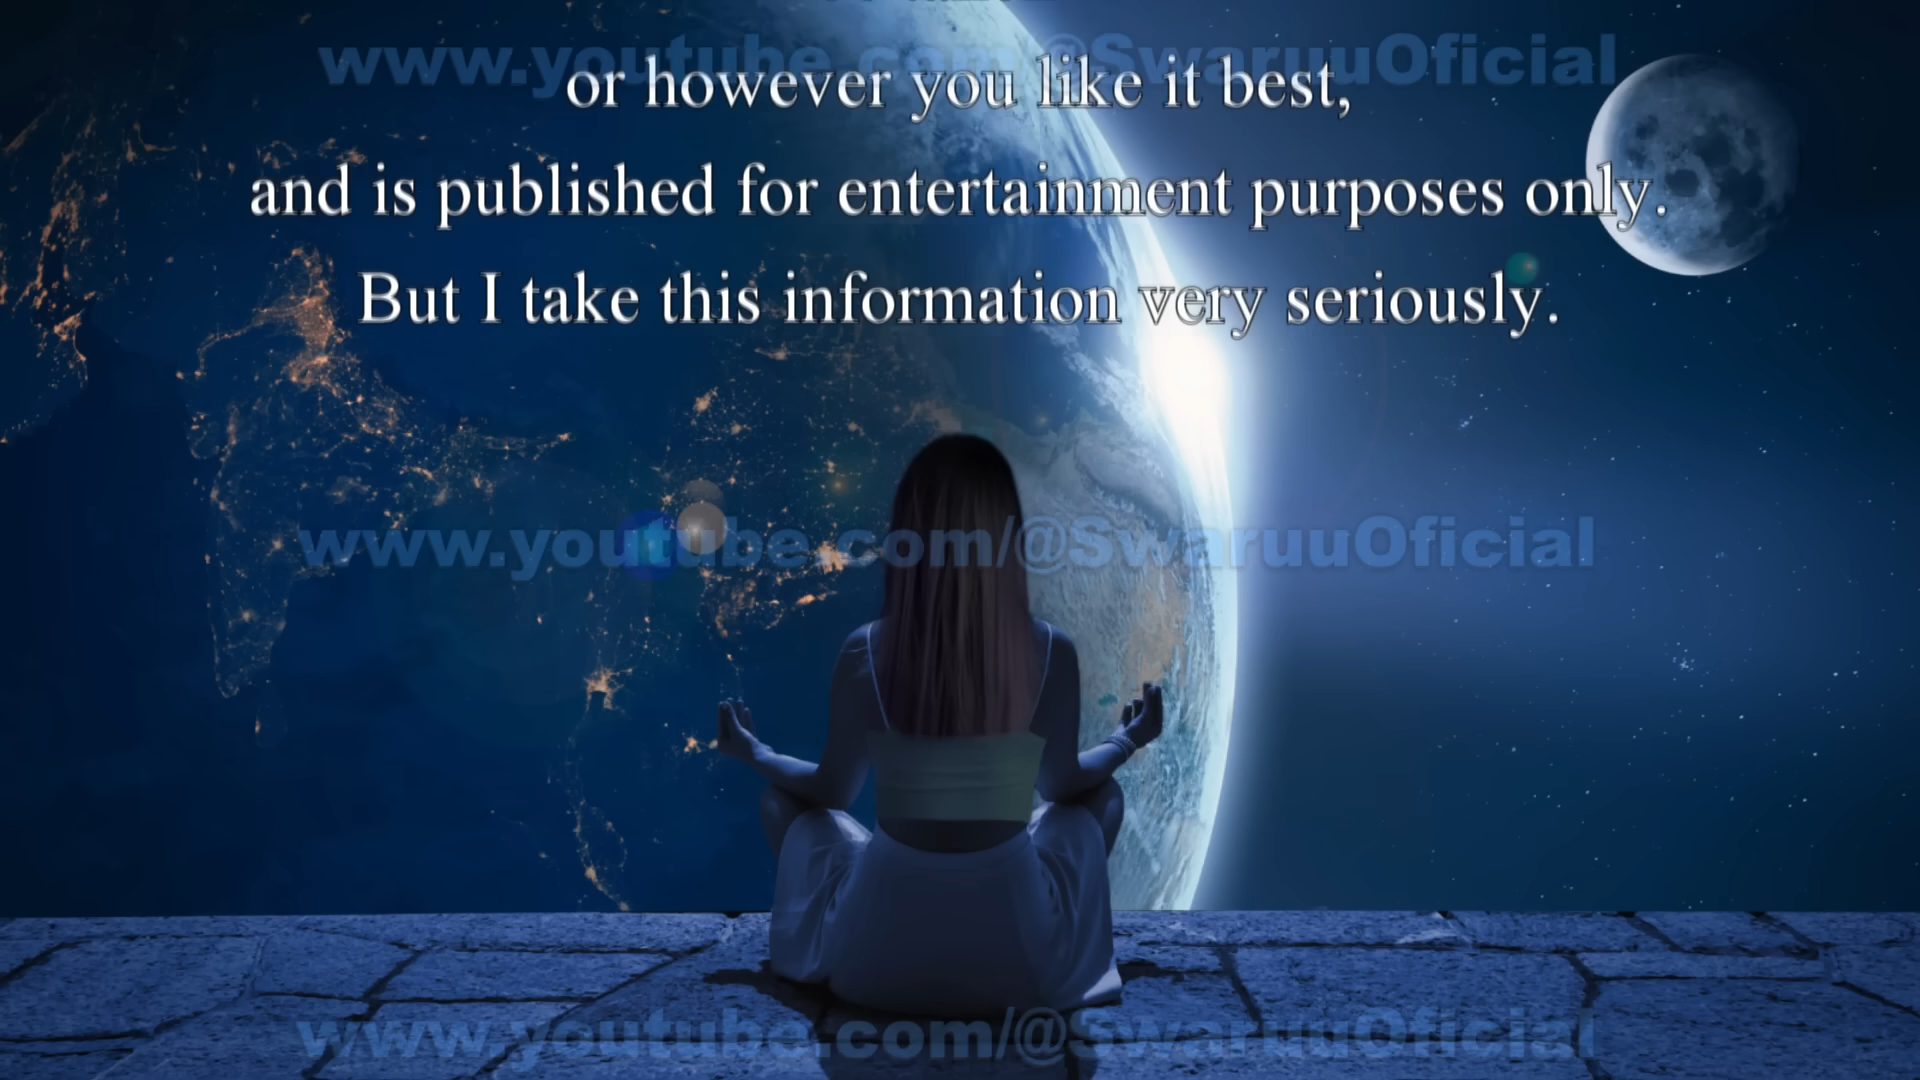 www.youtube.com/@SwaruuOficial
or however you like it best,
and is published for entertainment purposes only.
But I take this information very seriously.
www.youtube.com/@SwaruuOficial
www.youtube.com/@SwaruuOficial